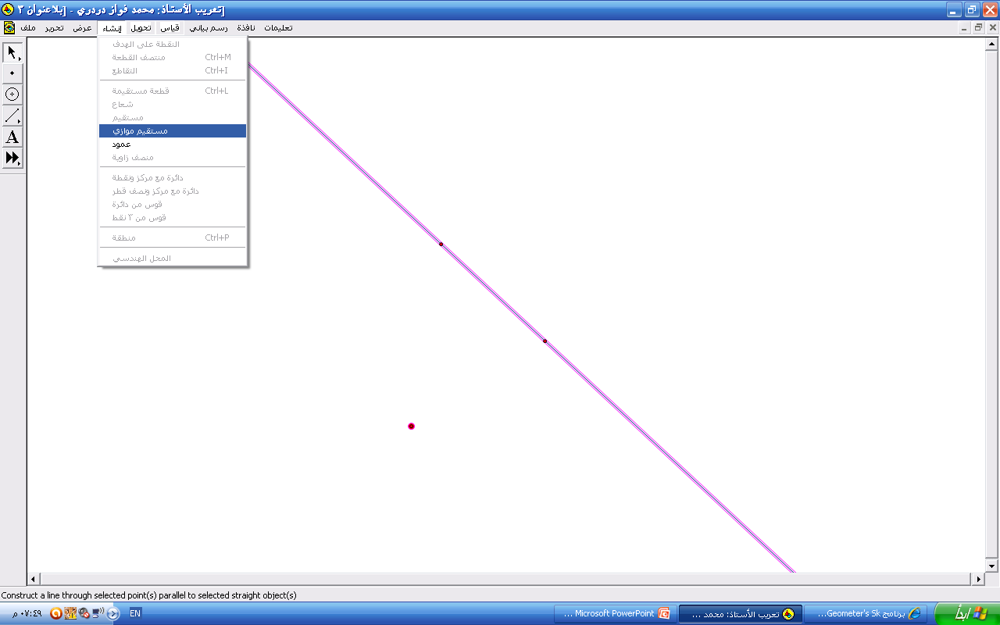 [تعريب الأستاذ: محمد فواز دردري - [بلاعنوان ٣
ملف تحرير عرض إنشاء تحويل قياس رسم بياني نافذة تعليمات
النقطة على الهدف
منتصف القطعة Ctrl+M
التقاطع Ctrl+I
قطعة مستقيمة Ctrl+L
شعاع
مستقيم
مستقيم موازي
عمود
منصف زاوية
دائرة مع مركز ونقطة
دائرة مع مركز ونصف قطر
قوس من دائرة
قوس من ٣ نقط
منطقة Ctrl+P
المحل الهندسي
A
Construct a line through selected point(s) parallel to selected straight object(s)
٠٧:٤٩ م
EN
Microsoft PowerPoint ...
تعريب الأستاذ: محمد ...
برنامج Geometer's Sk...
ابدأ